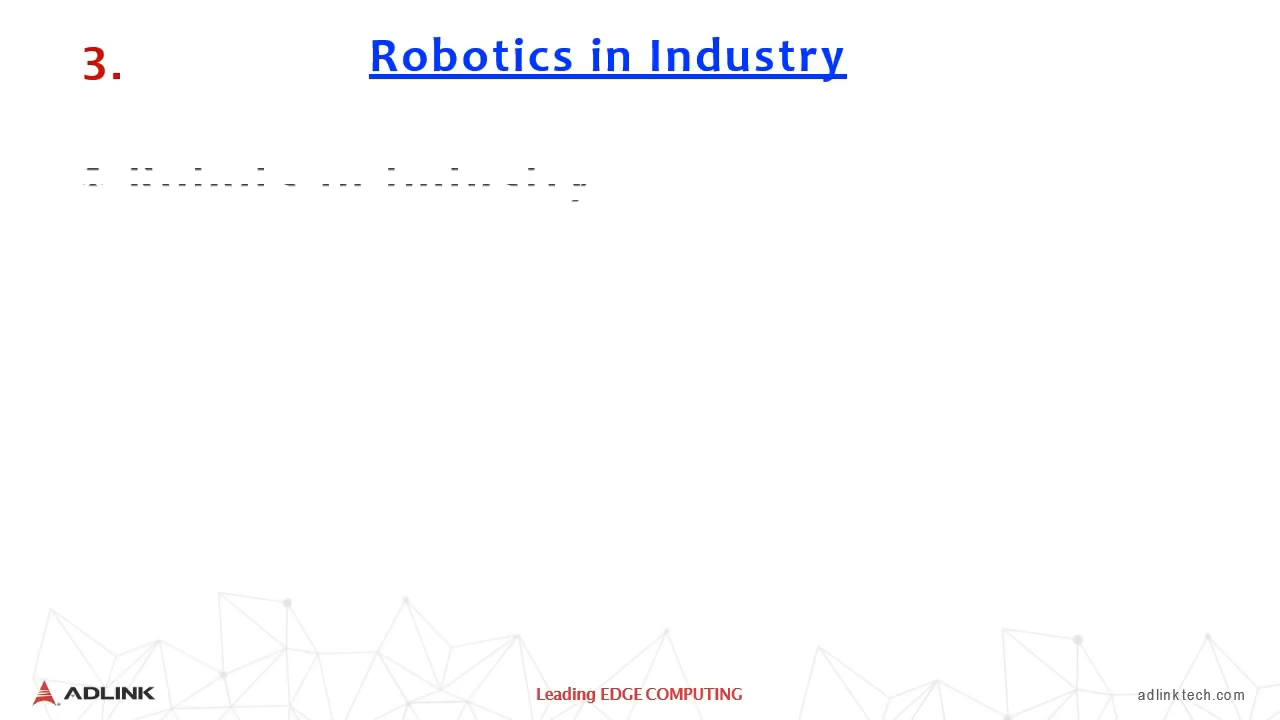 3.
Robotics in Industry
ADLINK
Leading EDGE COMPUTING
adlinktech.com